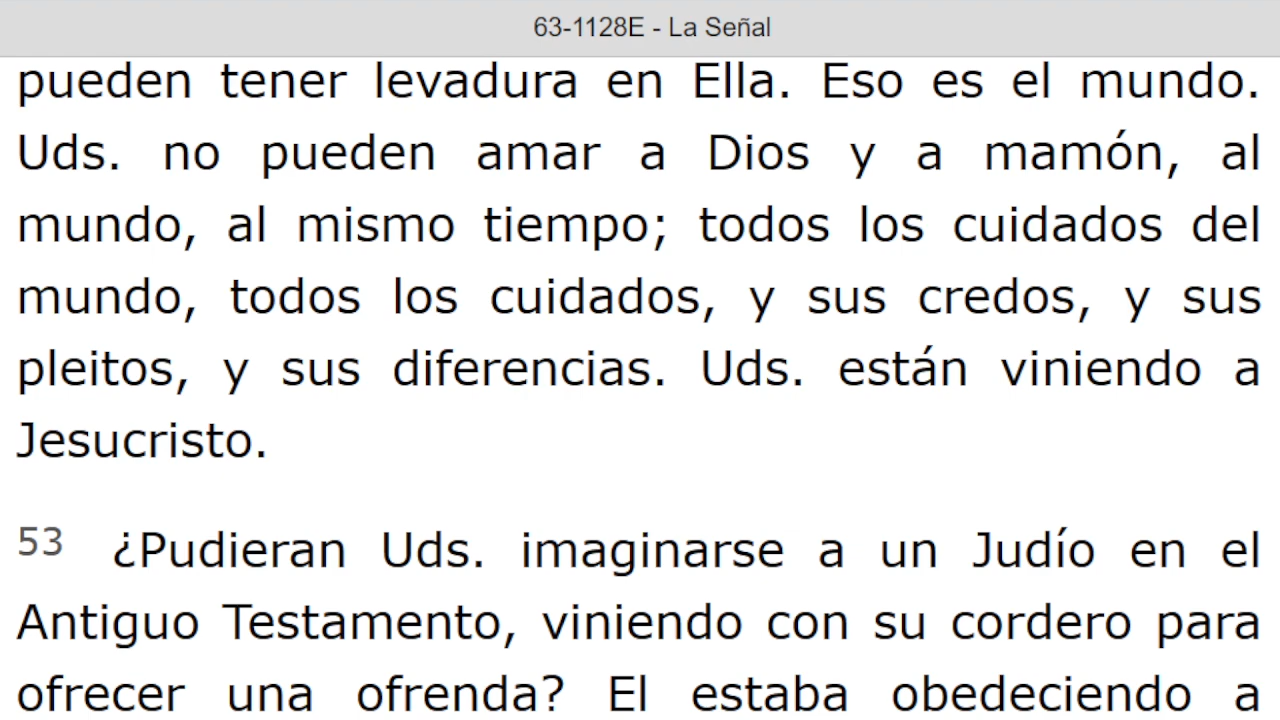 63-1128E - La Señal
pueden tener levadura en Ella. Eso es el mundo.
Uds. no pueden amar a Dios y a mamón, al
mundo, al mismo tiempo; todos los cuidados del
mundo, todos los cuidados, y sus credos, y sus
pleitos, y sus diferencias. Uds. están viniendo a
Jesucristo.
53 ¿Pudieran Uds. imaginarse a un Judío en el
Antiguo Testamento, viniendo con su cordero para
ofrecer una ofrenda? El estaba obedeciendo a